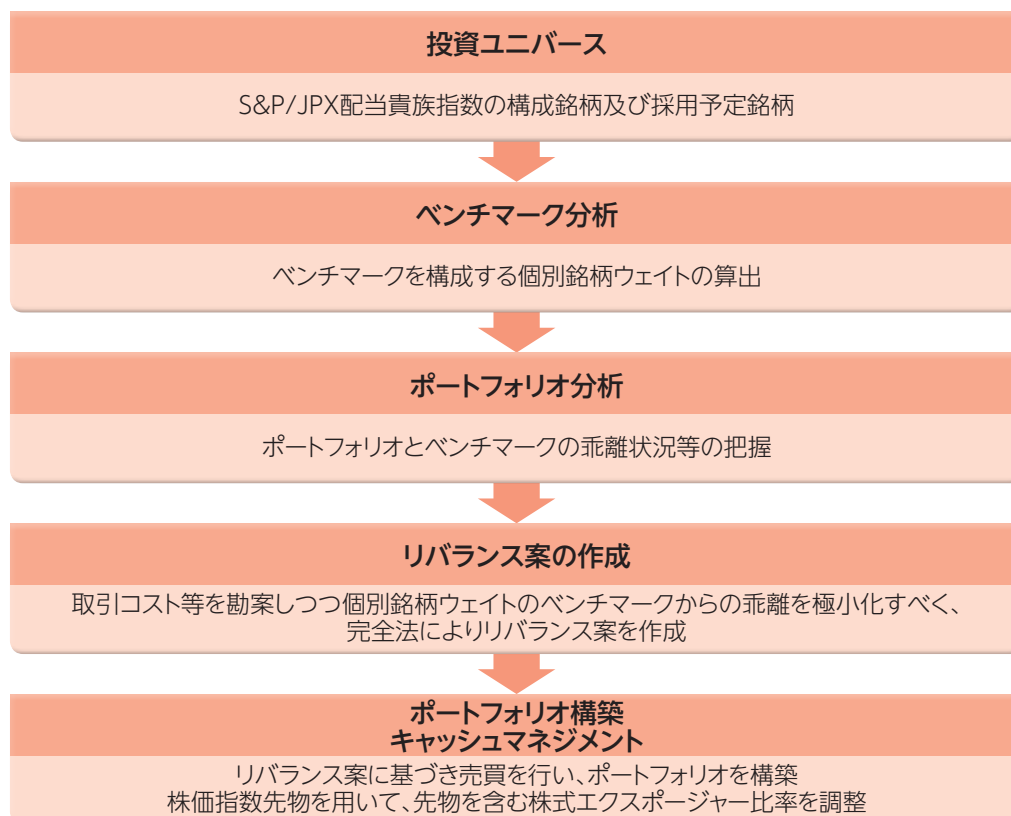 投資ユニバース
S&P/JPX配当貴族指数の構成銘柄及び採用予定銘柄
ベンチマーク分析
ベンチマークを構成する個別銘柄ウェイトの算出
ポートフォリオ分析
ポートフォリオとベンチマークの乖離状況等の把握
リバランス案の作成
取引コスト等を勘案しつつ個別銘柄ウェイトのベンチマークからの乖離を極小化すべく、
完全法によりリバランス案を作成
ポートフォリオ構築
キャッシュマネジメント
リバランス案に基づき売買を行い、ポートフォリオを構築
株価指数先物を用いて、先物を含む株式エクスポージャー比率を調整